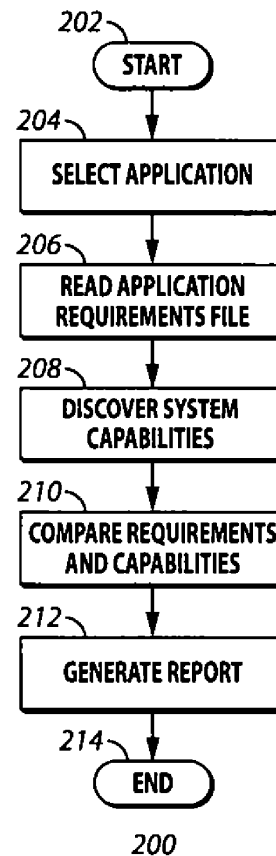 202
START
204
SELECT APPLICATION
206
READ APPLICATION
REQUIREMENTS FILE
208
DISCOVER SYSTEM
CAPABILITIES
210
COMPARE REQUIREMENTS
AND CAPABILITIES
212
GENERATE REPORT
214
END
200